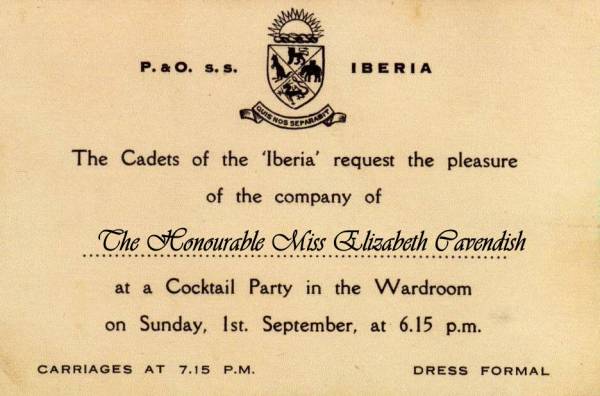 P. & O. s. s. IBERIA
QUIS NOS SEPARABIT
The Cadets of the 'Iberia' request the pleasure
of the company of
The Honourable Miss Elizabeth Cavendish
at a Cocktail Party in the Wardroom
on Sunday, 1st. September, at 6.15 p.m.
CARRIAGES AT 7.15 P.M. DRESS FORMAL